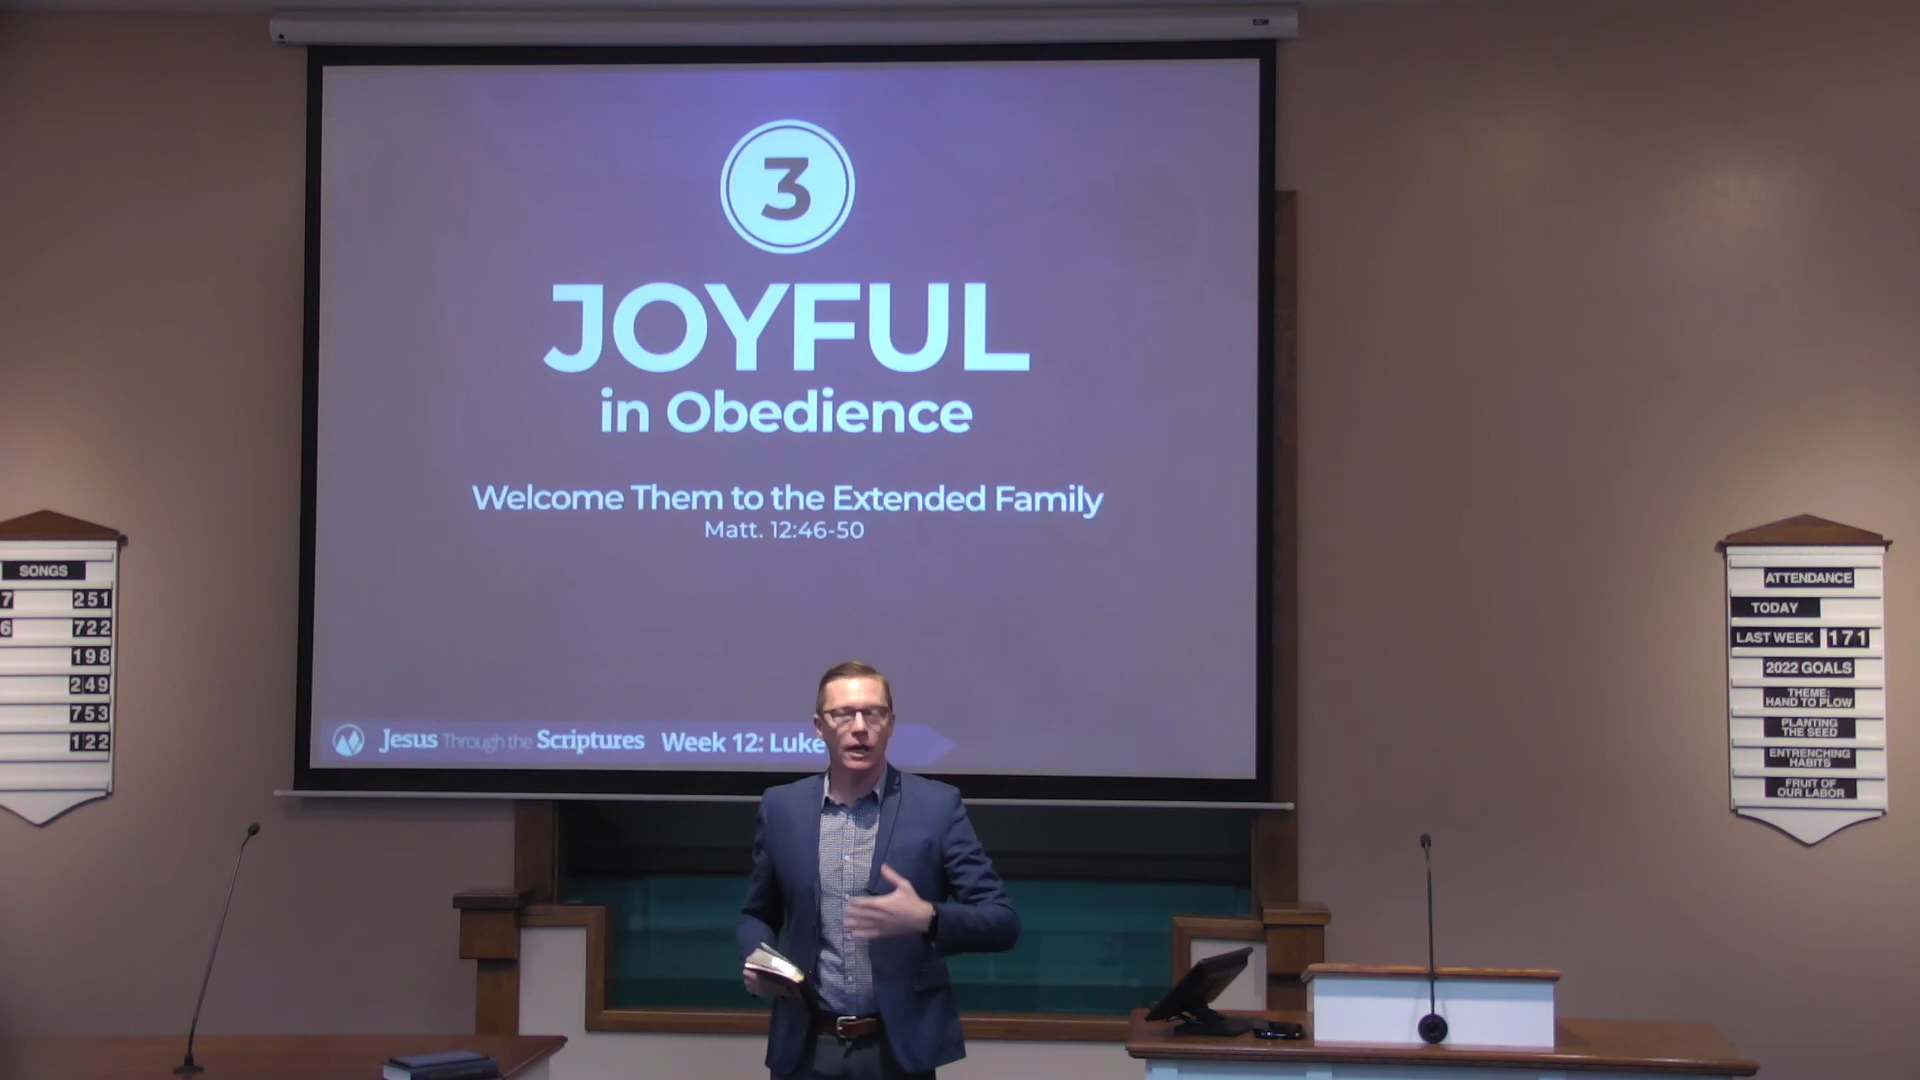 3
JOYFUL
in Obedience
Welcome Them to the Extended Family
Matt. 12:46-50
Jesus Through the Scriptures Week 12: Luke
SONGS
7 251
6 722
198
249
753
122
ATTENDANCE
TODAY
LAST WEEK 171
2022 GOALS
THEME:
HAND TO PLOW
PLANTING
THE SEED
ENTRENCHING
HABITS
FRUIT OF
OUR LABOR